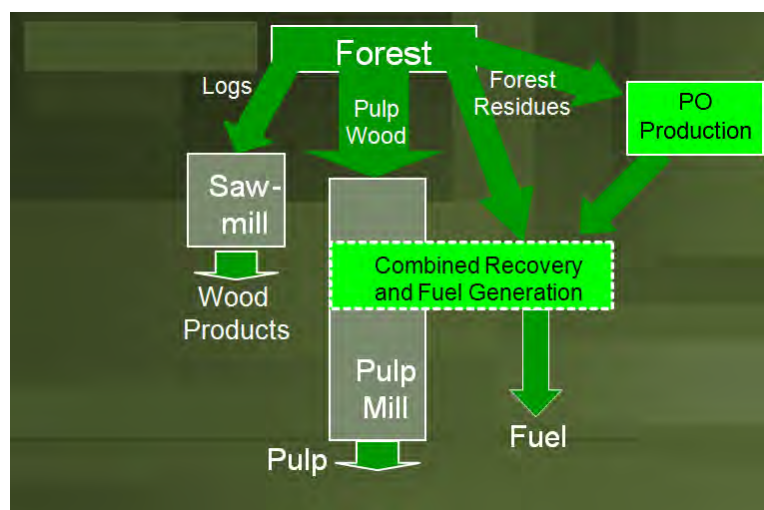 Forest
Logs
Pulp
Wood
Forest
Residues
PO
Production
Saw-
mill
Combined Recovery
and Fuel Generation
Wood
Products
Pulp
Mill
Fuel
Pulp